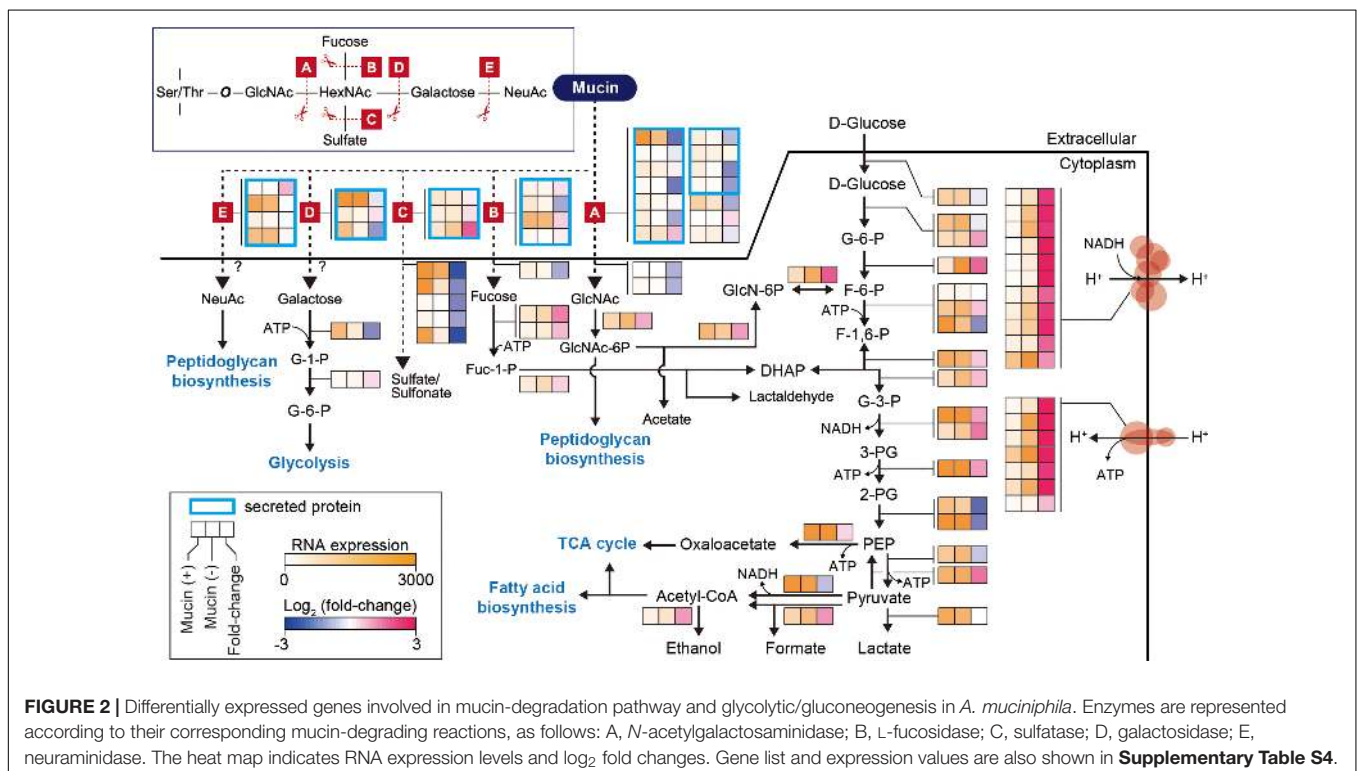 Fucose
A
B
D
E
Ser/Thr
O
GlcNAc
HexNAc
Galactose
NeuAc
Mucin
C
Sulfate
D-Glucose
Extracellular
Cytoplasm
D-Glucose
E
D
C
B
A
G-6-P
NADH
H⁺
H⁺
?
?
NeuAc
Galactose
Fucose
GlcNAc
GlcN-6P
F-6-P
ATP
ATP
GlcNAc-6P
F-1,6-P
Peptidoglycan
biosynthesis
G-1-P
ATP
Sulfate/
Sulfonate
Fuc-1-P
DHAP
Lactaldehyde
G-3-P
G-6-P
Acetate
NADH
H⁺
H⁺
Glycolysis
Peptidoglycan
biosynthesis
3-PG
ATP
ATP
2-PG
secreted protein
RNA expression
0
3000
Log₂ (fold-change)
-3
3
Mucin (+)
Mucin (-)
Fold-change
TCA cycle
Oxaloacetate
PEP
ATP
ATP
NADH
Fatty acid
biosynthesis
Acetyl-CoA
Pyruvate
Ethanol
Formate
Lactate
FIGURE 2 | Differentially expressed genes involved in mucin-degradation pathway and glycolytic/gluconeogenesis in A. muciniphila. Enzymes are represented
according to their corresponding mucin-degrading reactions, as follows: A, N-acetylgalactosaminidase; B, L-fucosidase; C, sulfatase; D, galactosidase; E,
neuraminidase. The heat map indicates RNA expression levels and log₂ fold changes. Gene list and expression values are also shown in Supplementary Table S4.